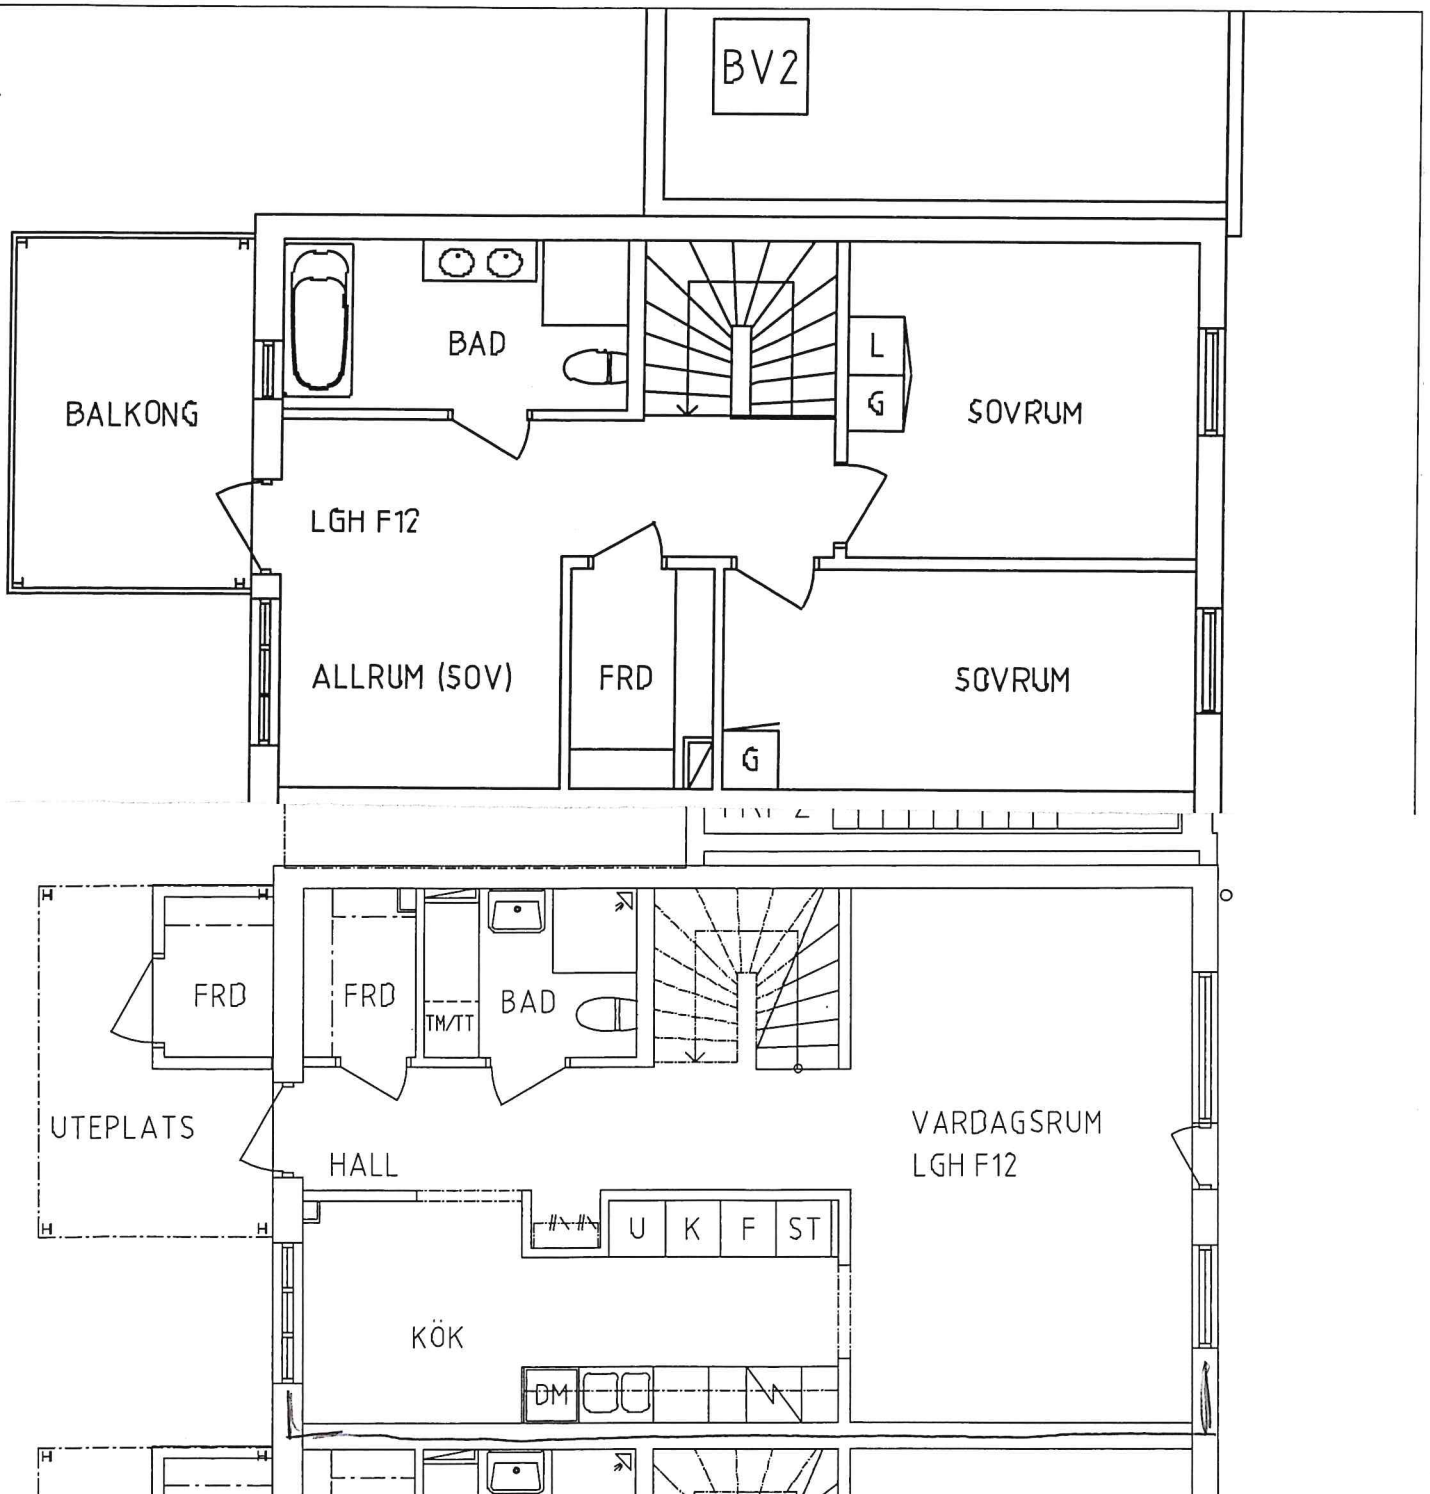 BV2
BAD
L
G
BALKONG
SOVRUM
LGH F12
ALLRUM (SOV)
FRD
SOVRUM
G
FRD
FRD
TM/TT
BAD
UTEPLATS
HALL
VARDAGSRUM
LGH F12
U K F ST
KÖK
DM